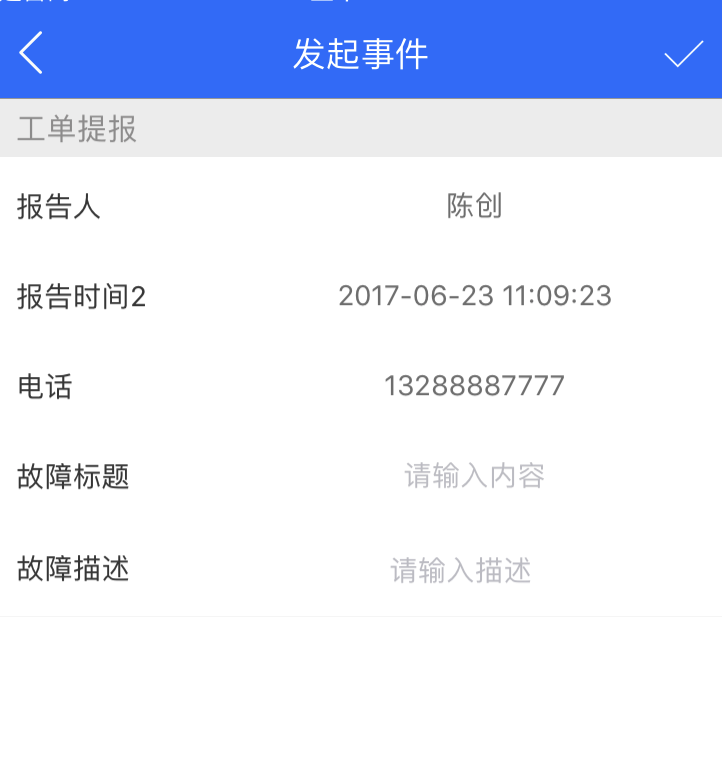 发起事件
工单提报
报告人 陈创
报告时间2 2017-06-23 11:09:23
电话 13288887777
故障标题 请输入内容
故障描述 请输入描述